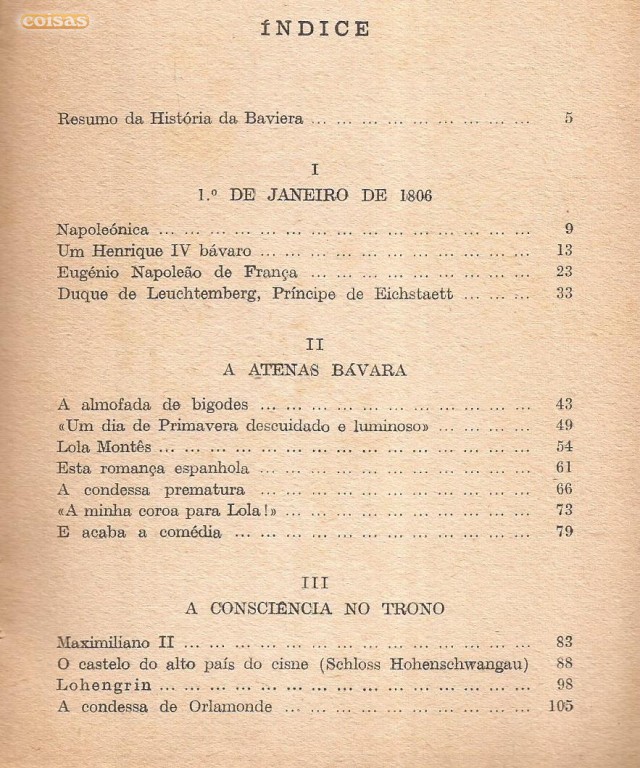 coisas
ÍNDICE
Resumo da História da Baviera ... ... ... ... ... ... ... ... ... 5
I
1.º DE JANEIRO DE 1806
Napoleónica ... ... ... ... ... ... ... ... ... ... ... ... ... ... ... 9
Um Henrique IV bávaro ... ... ... ... ... ... ... ... ... ... ... 13
Eugénio Napoleão de França ... ... ... ... ... ... ... ... ... 23
Duque de Leuchtemberg, Príncipe de Eichstaett ... ... ... 33
II
A ATENAS BÁVARA
A almofada de bigodes ... ... ... ... ... ... ... ... ... ... ... 43
«Um dia de Primavera descuidado e luminoso» ... ... ... ... 49
Lola Montês ... ... ... ... ... ... ... ... ... ... ... ... ... ... ... 54
Esta romança espanhola ... ... ... ... ... ... ... ... ... ... ... 61
A condessa prematura ... ... ... ... ... ... ... ... ... ... ... 66
«A minha coroa para Lola!» ... ... ... ... ... ... ... ... ... ... 73
E acaba a comédia ... ... ... ... ... ... ... ... ... ... ... ... 79
III
A CONSCIÊNCIA NO TRONO
Maximiliano II ... ... ... ... ... ... ... ... ... ... ... ... ... ... 83
O castelo do alto país do cisne (Schloss Hohenschwangau) 88
Lohengrin ... ... ... ... ... ... ... ... ... ... ... ... ... ... ... 98
A condessa de Orlamonde ... ... ... ... ... ... ... ... ... ... 105